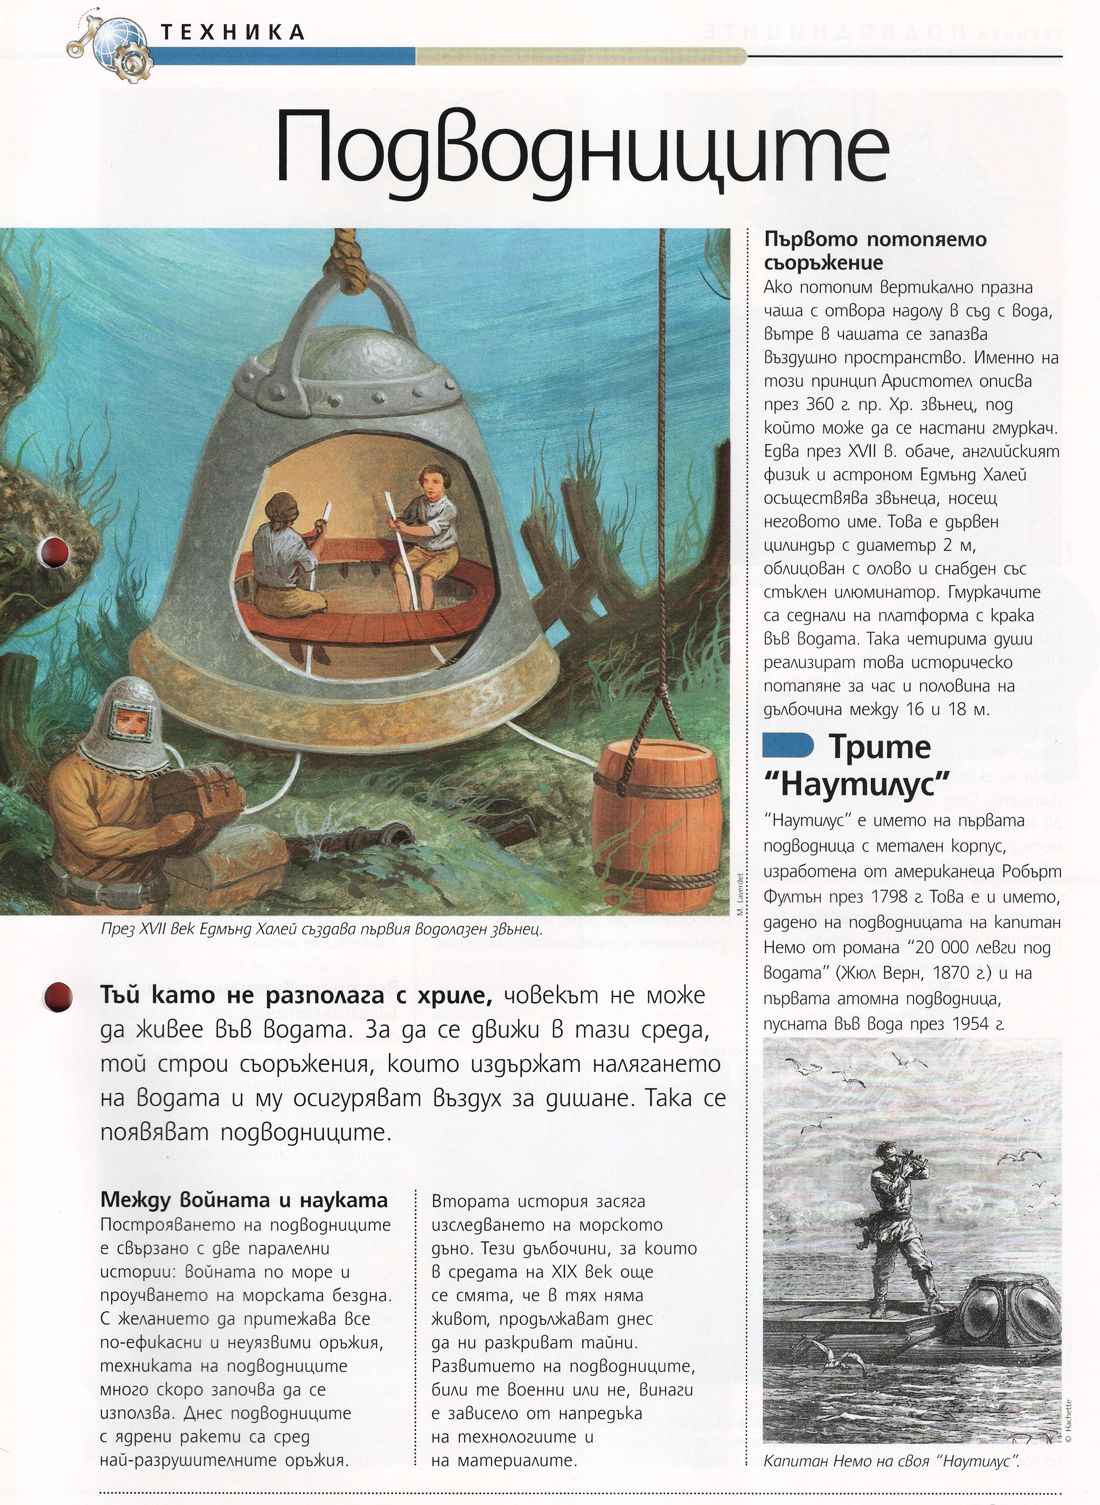 ТЕХНИКА
Подводниците
Първото потопяемо
съоръжение
Ако потопим вертикално празна
чаша с отвора надолу в съд с вода,
вътре в чашата се запазва
въздушно пространство. Именно на
този принцип Аристотел описва
през 360 г. пр. Хр. звънец, под
който може да се настани гмуркач.
Едва през XVII в. обаче, английският
физик и астроном Едмънд Халей
осъществява звънеца, носещ
неговото име. Това е дървен
цилиндър с диаметър 2 м,
облицован с олово и снабден със
стъклен илюминатор. Гмуркачите
са седнали на платформа с крака
във водата. Така четирима души
реализират това историческо
потапяне за час и половина на
дълбочина между 16 и 18 м.
Трите
“Наутилус”
“Наутилус” е името на първата
подводница с метален корпус,
изработена от американеца Робърт
Фултън през 1798 г. Това е и името,
дадено на подводницата на капитан
Немо от романа “20 000 левги под
водата” (Жюл Верн, 1870 г.) и на
първата атомна подводница,
пусната във вода през 1954 г.
M. Laverdet
През XVII век Едмънд Халей създава първия водолазен звънец.
Тъй като не разполага с хриле, човекът не може
да живее във водата. За да се движи в тази среда,
той строи съоръжения, които издържат налягането
на водата и му осигуряват въздух за дишане. Така се
появяват подводниците.
Между войната и науката
Построяването на подводниците
е свързано с две паралелни
истории: войната по море и
проучването на морската бездна.
С желанието да притежава все
по-ефикасни и неуязвими оръжия,
техниката на подводниците
много скоро започва да се
използва. Днес подводниците
с ядрени ракети са сред
най-разрушителните оръжия.
Втората история засяга
изследването на морското
дъно. Тези дълбочини, за които
в средата на XIX век още
се смята, че в тях няма
живот, продължават днес
да ни разкриват тайни.
Развитието на подводниците,
били те военни или не, винаги
е зависело от напредъка
на технологиите и
на материалите.
© Hachette
Капитан Немо на своя “Наутилус”.